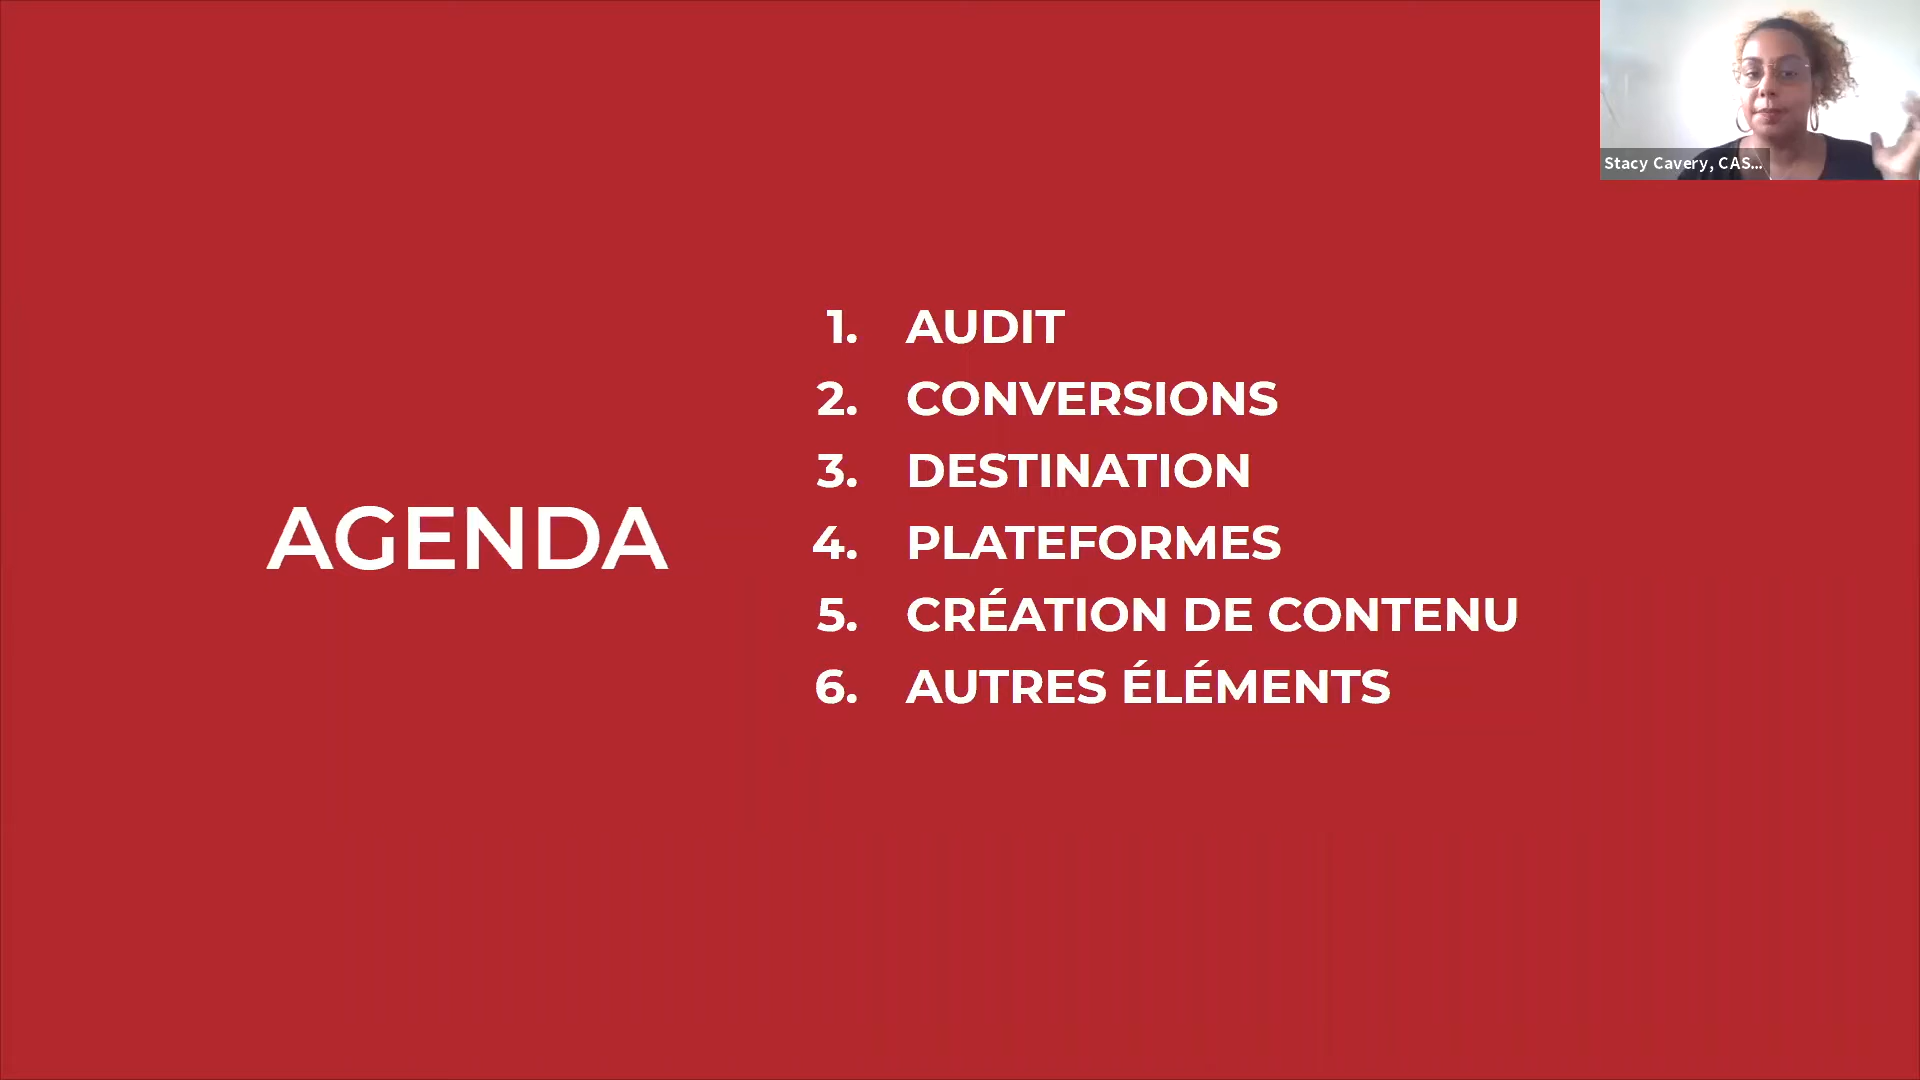 Stacy Cavery, CAS...
AGENDA
1. AUDIT
2. CONVERSIONS
3. DESTINATION
4. PLATEFORMES
5. CRÉATION DE CONTENU
6. AUTRES ÉLÉMENTS